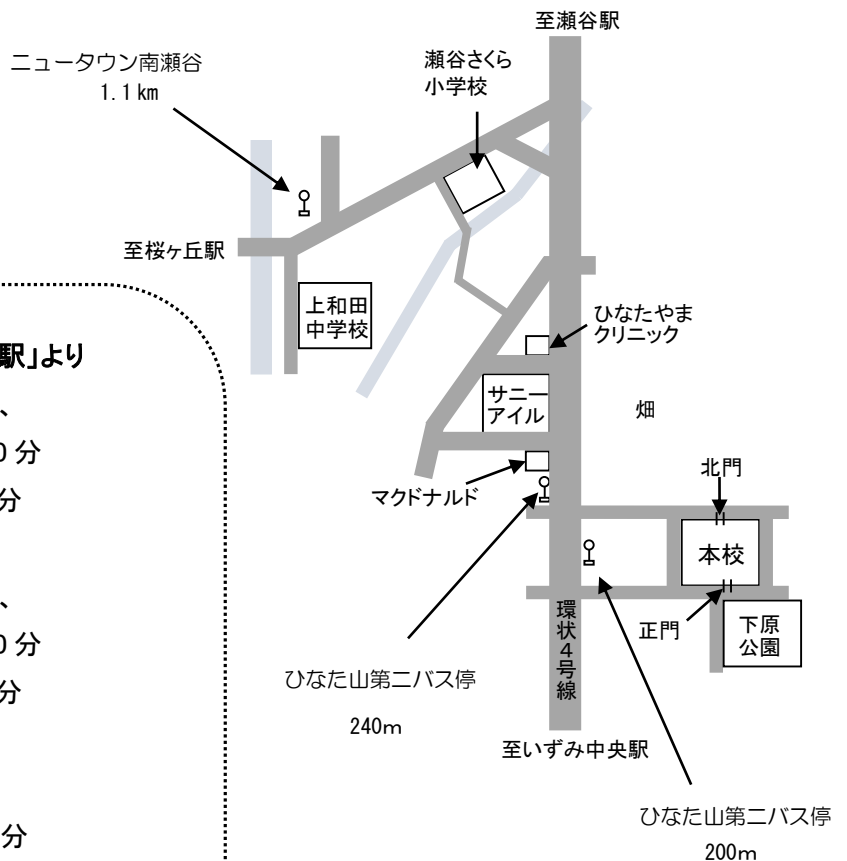 至瀬谷駅
ニュータウン南瀬谷
1.1km
瀬谷さくら
小学校
至桜ヶ丘駅
上和田
中学校
ひなたやま
クリニック
駅」より
、
0 分
分
、
0 分
分
分
サニー
アイル
畑
マクドナルド
北門
本校
正門
下原
公園
環状4号線
ひなた山第二バス停
240m
至いずみ中央駅
ひなた山第二バス停
200m